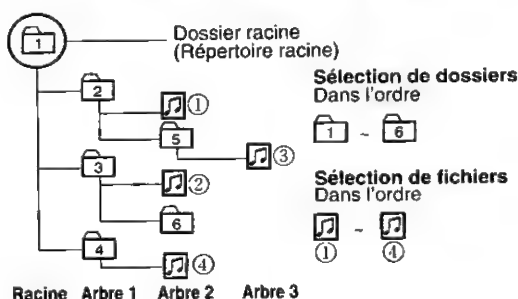 1
Dossier racine
(Répertoire racine)
2
①
5
③
3
②
6
4
④
Racine Arbre 1 Arbre 2 Arbre 3
Sélection de dossiers
Dans l'ordre
1 ~ 6
Sélection de fichiers
Dans l'ordre
~
① ④